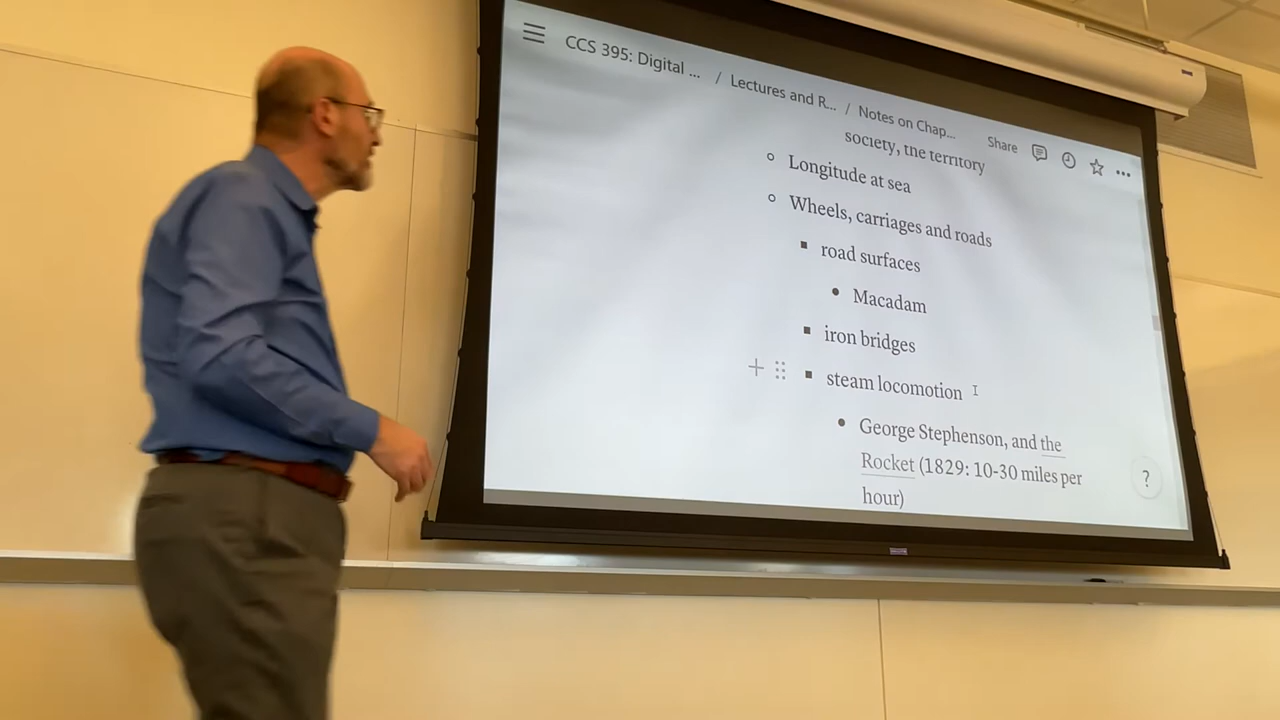 CCS 395: Digital ... / Lectures and R... / Notes on Chap... Share
society, the territory
Longitude at sea
Wheels, carriages and roads
road surfaces
Macadam
iron bridges
steam locomotion
George Stephenson, and the
Rocket (1829: 10-30 miles per
hour)
?